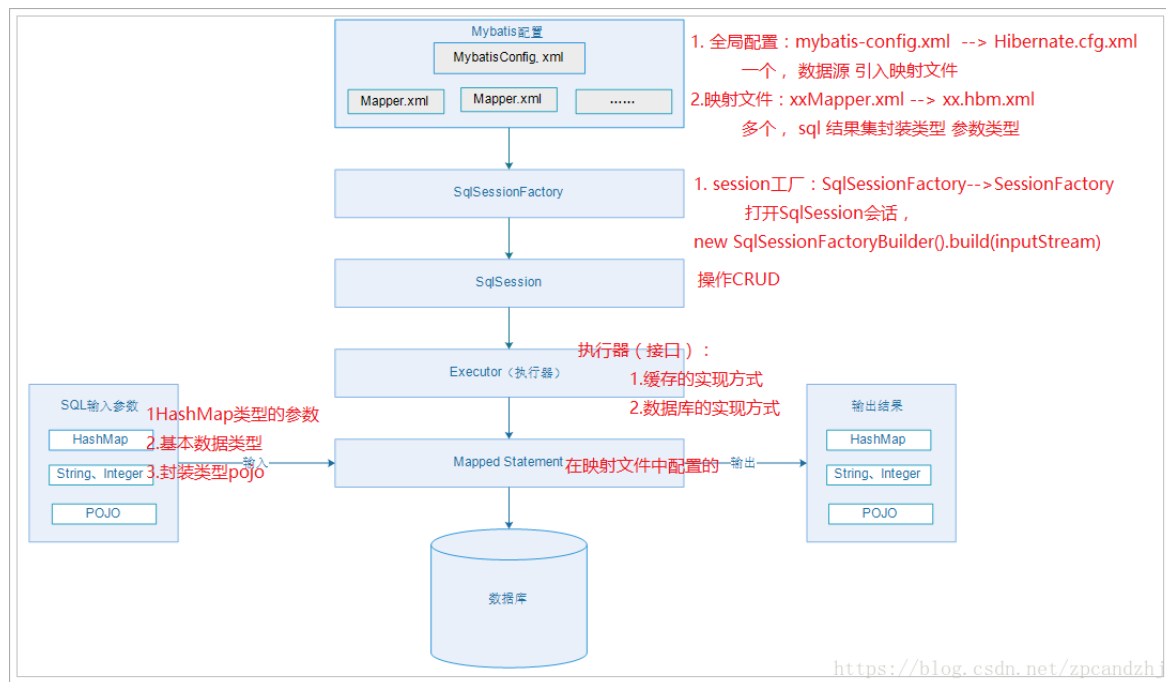 Mybatis配置
MybatisConfig. xml
Mapper.xml
Mapper.xml
......
1. 全局配置：mybatis-config.xml --> Hibernate.cfg.xml
一个， 数据源 引入映射文件
2.映射文件：xxMapper.xml --> xx.hbm.xml
多个， sql 结果集封装类型 参数类型
SqlSessionFactory
1. session工厂：SqlSessionFactory-->SessionFactory
打开SqlSession会话，
new SqlSessionFactoryBuilder().build(inputStream)
SqlSession
操作CRUD
Executor（执行器）
执行器（接口）：
1.缓存的实现方式
2.数据库的实现方式
SQL输入参数
HashMap
String、Integer
POJO
1HashMap类型的参数
2.基本数据类型
3.封装类型pojo
输入
Mapped Statement
在映射文件中配置的
输出
输出结果
HashMap
String、Integer
POJO
数据库
https://blog.csdn.net/zpcandzhj